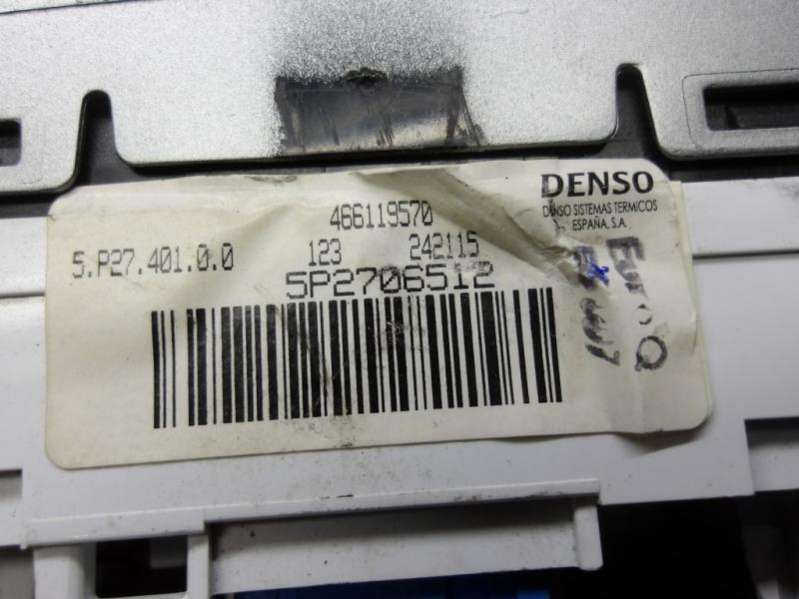 466119570
DENSO
DENSO SISTEMAS TERMICOS
ESPAÑA, S.A.
5.P27.401.0.0 123 242115
5P2706512